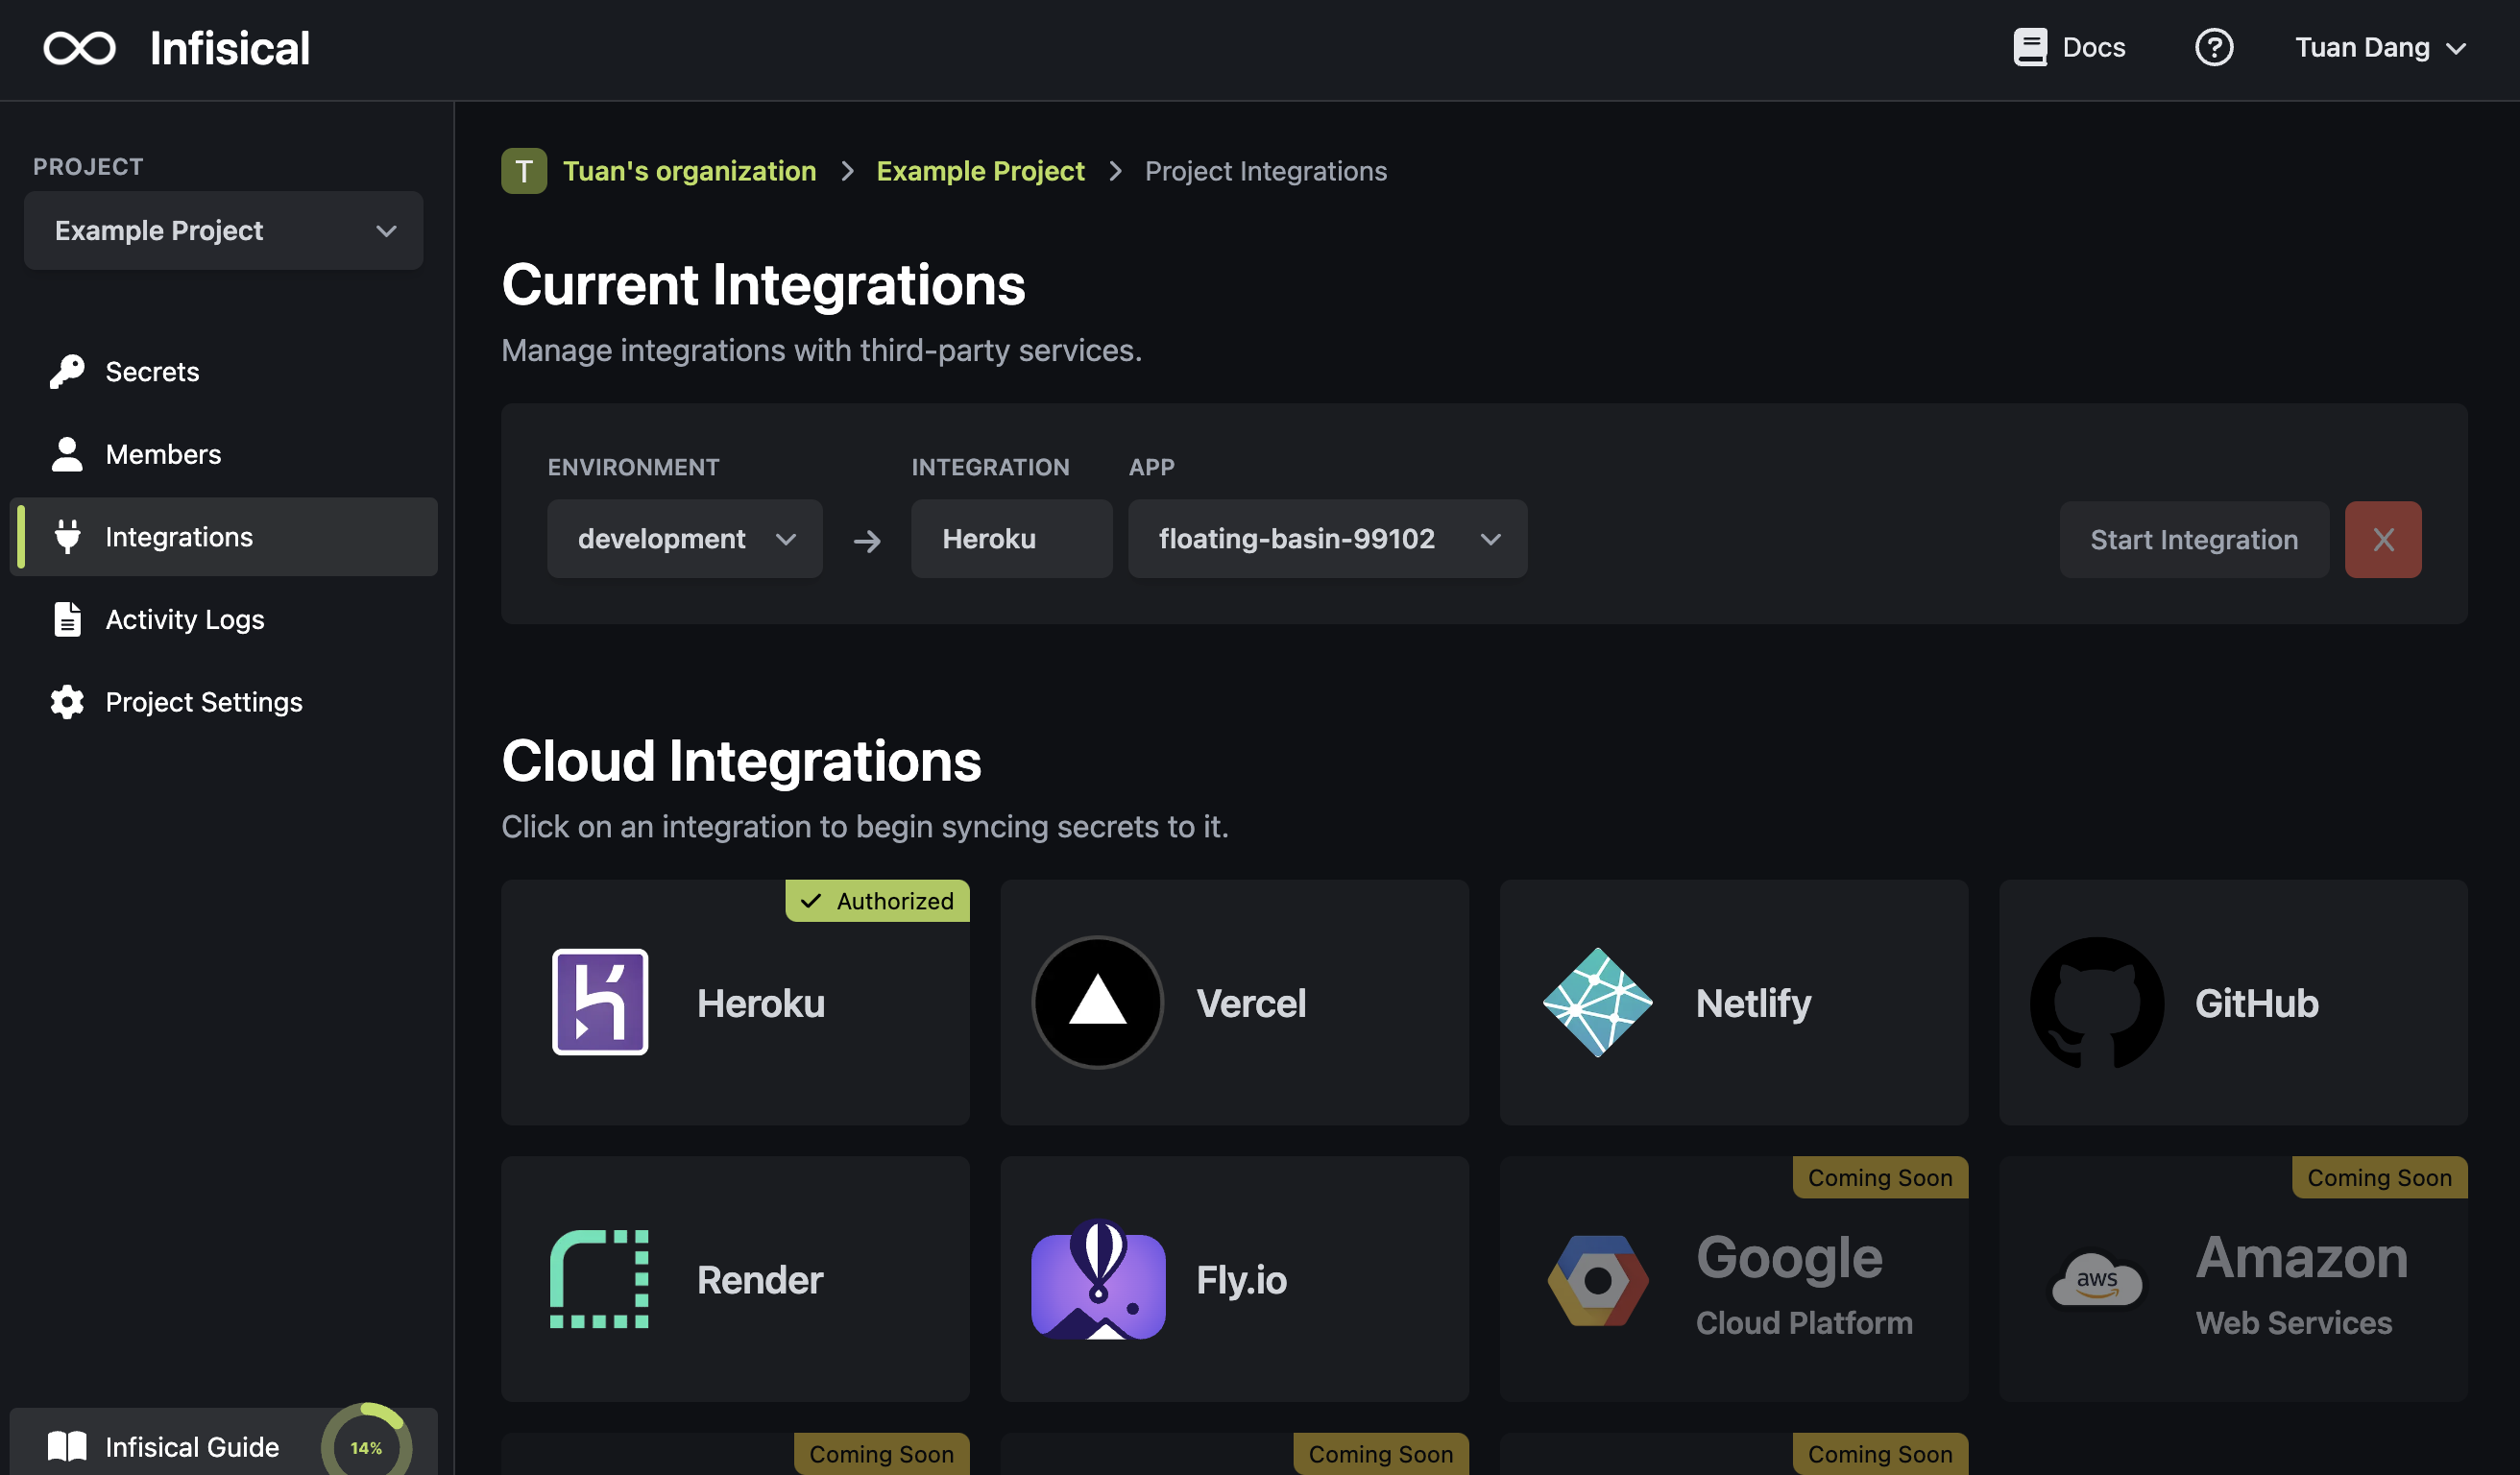 Infisical
Docs
Tuan Dang
PROJECT
Example Project
Secrets
Members
Integrations
Activity Logs
Project Settings
Infisical Guide
14%
T Tuan's organization > Example Project > Project Integrations
Current Integrations
Manage integrations with third-party services.
ENVIRONMENT INTEGRATION APP
development → Heroku floating-basin-99102 Start Integration X
Cloud Integrations
Click on an integration to begin syncing secrets to it.
Authorized
Heroku
Vercel
Netlify
GitHub
Render
Fly.io
Coming Soon
Google
Cloud Platform
Coming Soon
aws
Amazon
Web Services
Coming Soon
Coming Soon
Coming Soon